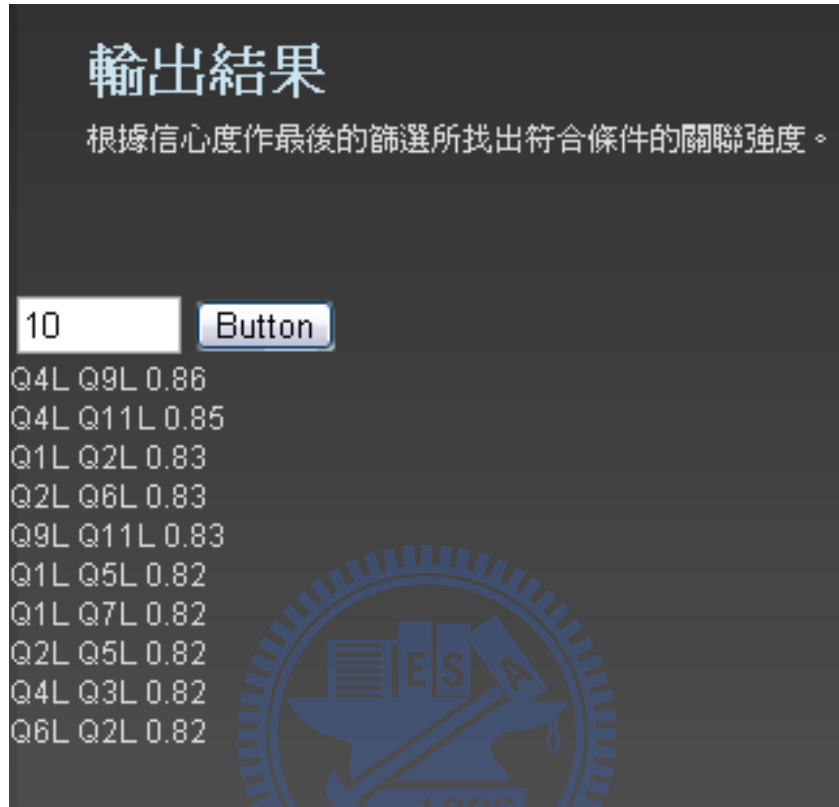 輸出結果
根據信心度作最後的篩選所找出符合條件的關聯強度。
10 Button
Q4L Q9L 0.86
Q4L Q11L 0.85
Q1L Q2L 0.83
Q2L Q6L 0.83
Q9L Q11L 0.83
Q1L Q5L 0.82
Q1L Q7L 0.82
Q2L Q5L 0.82
Q4L Q3L 0.82
Q6L Q2L 0.82
E S A
1896